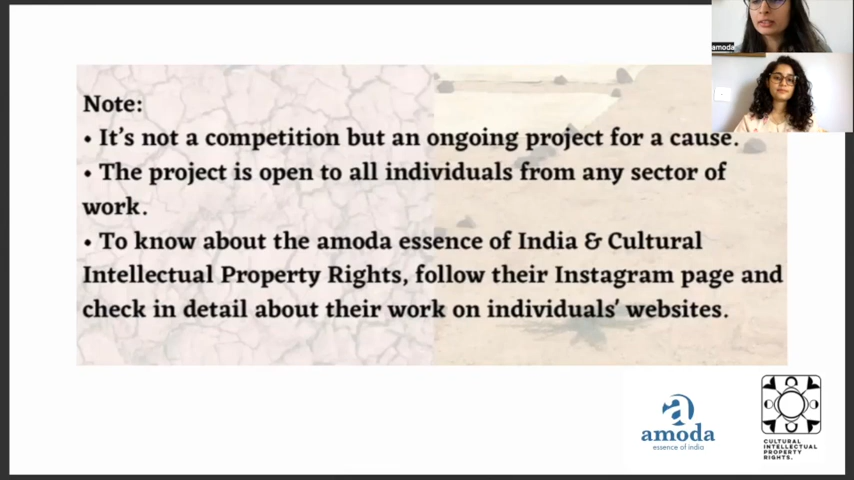 amoda
Note:
• It's not a competition but an ongoing project for a cause.
• The project is open to all individuals from any sector of
work.
• To know about the amoda essence of India & Cultural
Intellectual Property Rights, follow their Instagram page and
check in detail about their work on individuals' websites.
amoda
essence of india
CULTURAL
INTELLECTUAL
PROPERTY
RIGHTS.